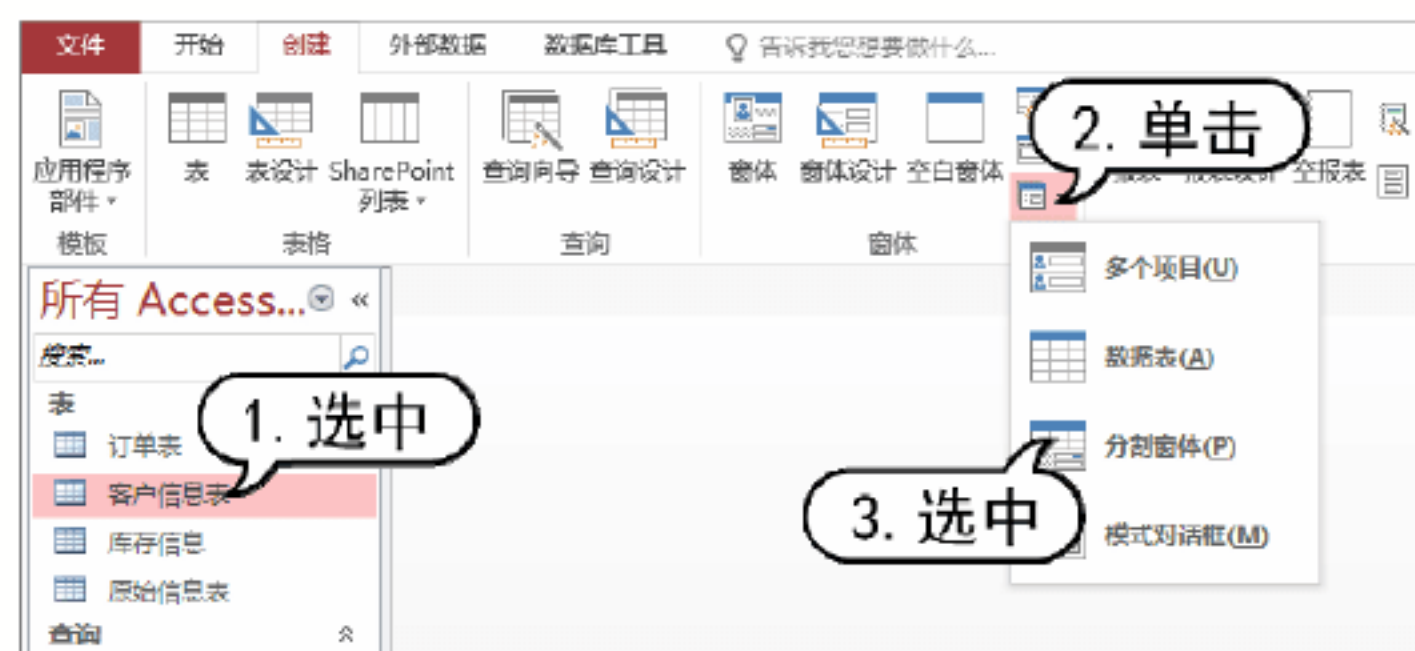 文件 开始 创建 外部数据 数据库工具 告诉我您想要做什么...
2. 单击
应用程序 表 表设计 SharePoint 查询向导 查询设计 窗体 窗体设计 空白窗体 空报表
部件 列表
模板 表格 查询 窗体
所有 Access... «
搜索...
表
1. 选中
订单表
客户信息表
库存信息
原始信息表
查询
多个项目(U)
数据表(A)
分割窗体(P)
3. 选中
模式对话框(M)